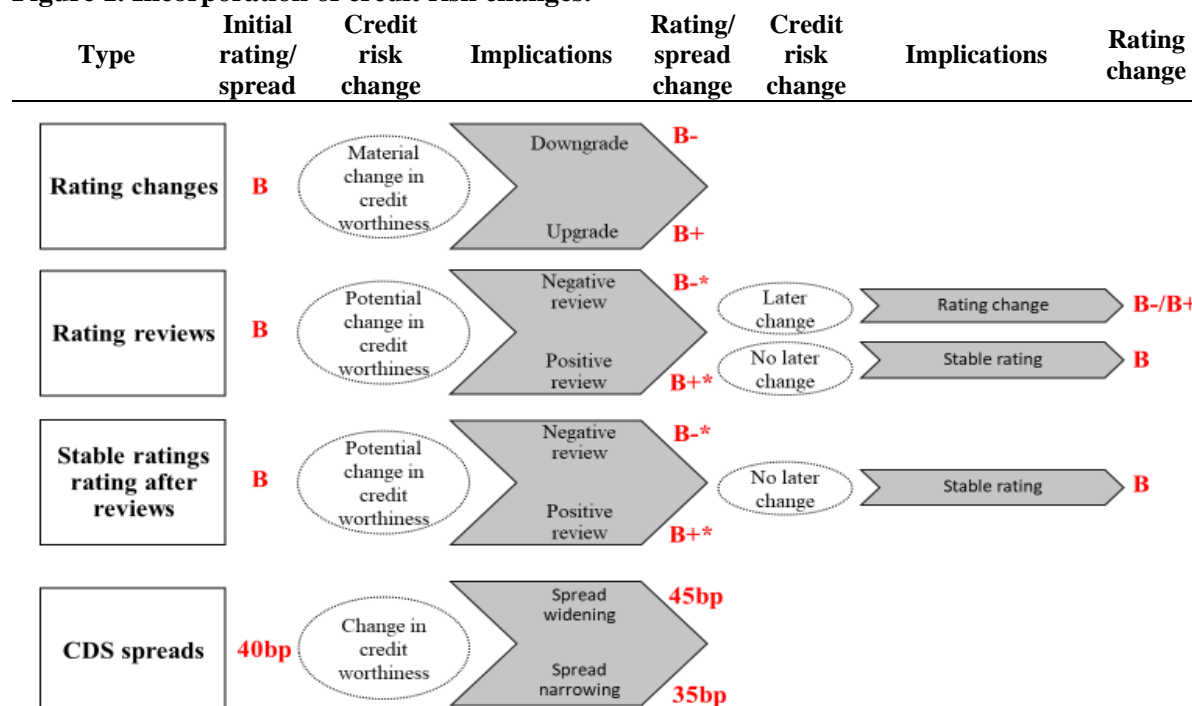 Type
Initial
rating/
spread
Credit
risk
change
Implications
Rating/
spread
change
Credit
risk
change
Implications
Rating
change
Rating changes
B
Material
change in
credit
worthiness
Downgrade
Upgrade
B-
B+
Rating reviews
B
Potential
change in
credit
worthiness
Negative
review
Positive
review
B-*
B+*
Later
change
Rating change
B-/B+
No later
change
Stable rating
B
Stable ratings
rating after
reviews
B
Potential
change in
credit
worthiness
Negative
review
Positive
review
B-*
B+*
No later
change
Stable rating
B
CDS spreads
40bp
Change in
credit
worthiness
Spread
widening
Spread
narrowing
45bp
35bp